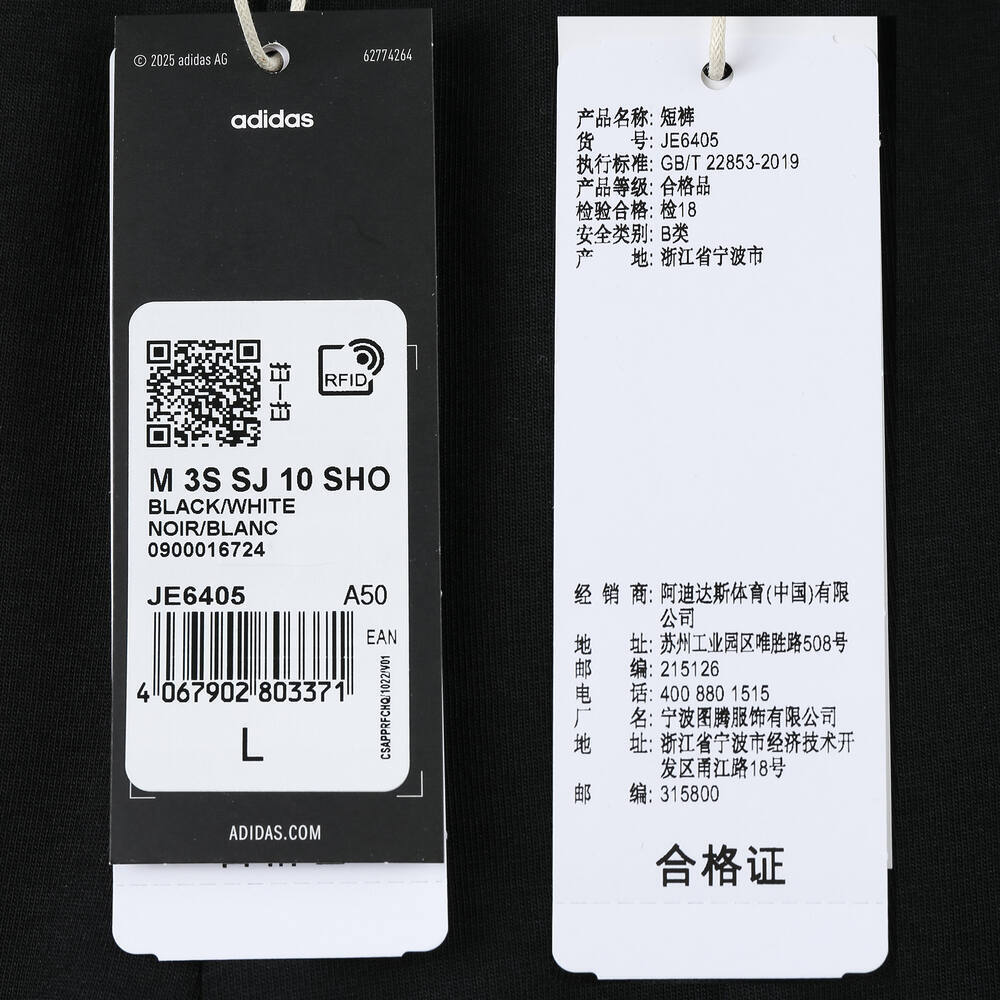 © 2025 adidas AG
62774264
adidas
扫一扫
RFID
M 3S SJ 10 SHO
BLACK/WHITE
NOIR/BLANC
0900016724
JE6405 A50
EAN
4 067902 803371
CSAPPRFCHQ/1022/V01
L
ADIDAS.COM
产品名称: 短裤
货 号: JE6405
执行标准: GB/T 22853-2019
产品等级: 合格品
检验合格: 检18
安全类别: B类
产 地: 浙江省宁波市
经 销 商: 阿迪达斯体育(中国)有限
公司
地 址: 苏州工业园区唯胜路508号
邮 编: 215126
电 话: 400 880 1515
厂 名: 宁波图腾服饰有限公司
地 址: 浙江省宁波市经济技术开
发区甬江路18号
邮 编: 315800
合格证